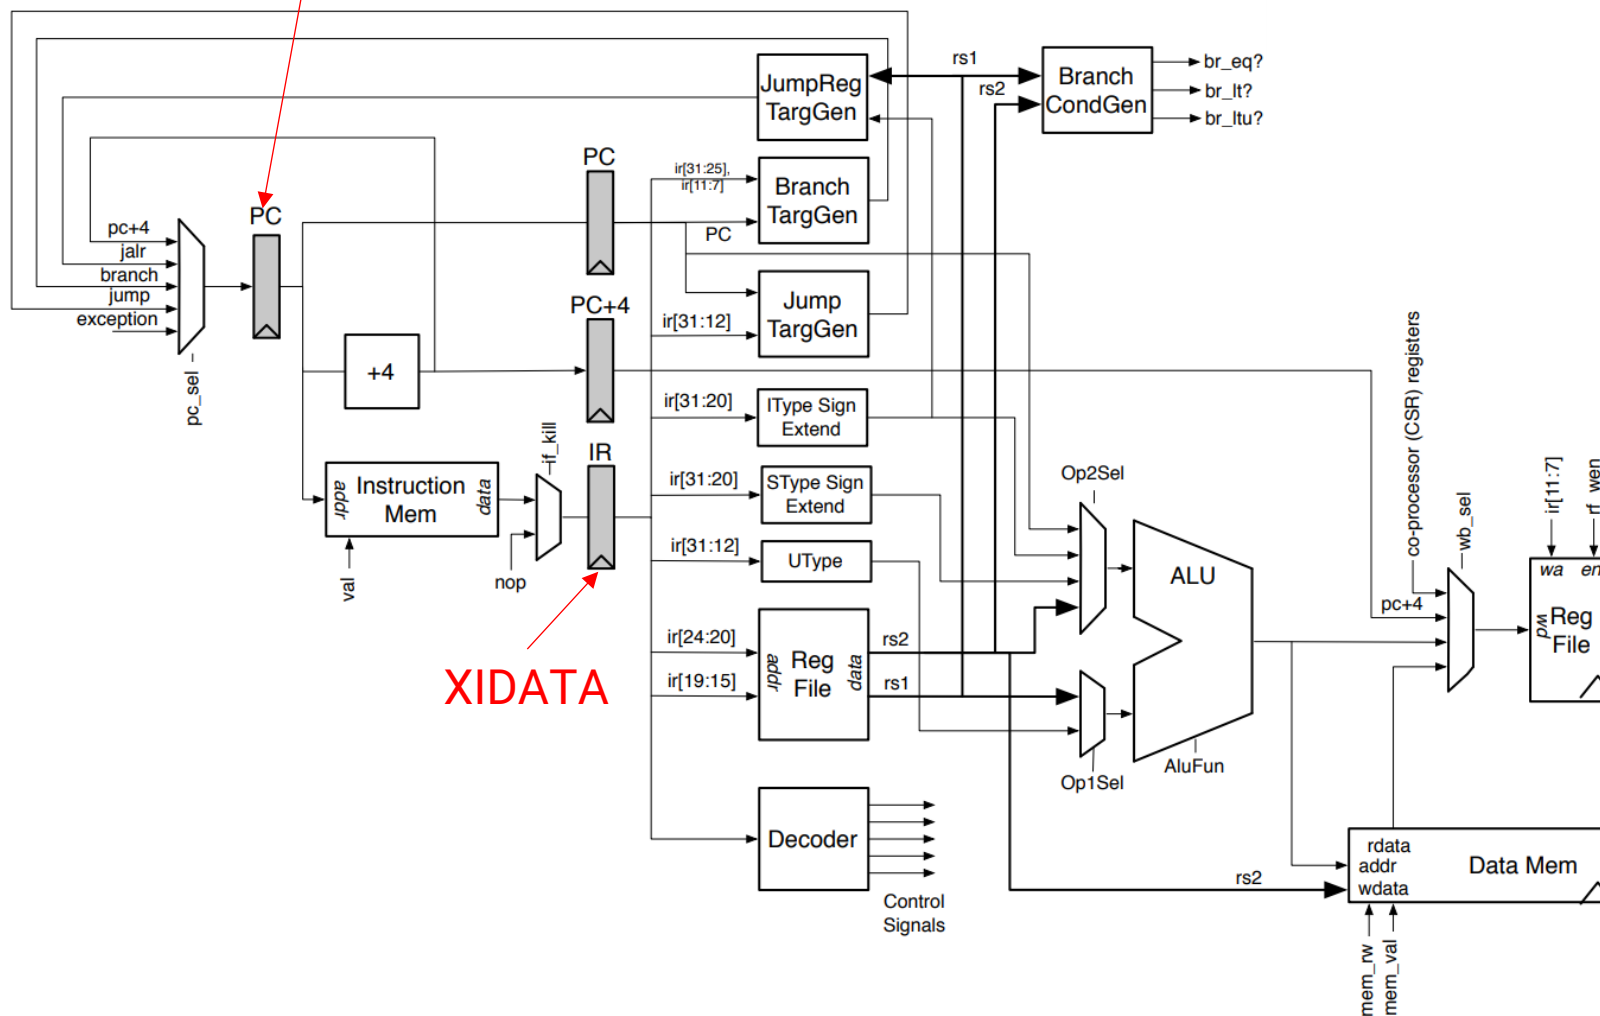 rs1
rs2
JumpReg
TargGen
Branch
CondGen
br_eq?
br_lt?
br_ltu?
PC
ir[31:25],
ir[11:7]
Branch
TargGen
PC
PC
pc+4
jalr
branch
jump
exception
pc_sel
+4
PC+4
ir[31:12]
Jump
TargGen
ir[31:20]
IType Sign
Extend
if_kill
IR
addr
Instruction
Mem
data
val
nop
ir[31:20]
SType Sign
Extend
ir[31:12]
UType
XIDATA
ir[24:20]
ir[19:15]
addr
Reg
File
data
rs2
rs1
Op2Sel
ALU
Op1Sel
AluFun
co-processor (CSR) registers
wb_sel
pc+4
ir[11:7]
rf_wen
wa
en
wd
Reg
File
Decoder
Control
Signals
rs2
rdata
addr
wdata
Data Mem
mem_rw
mem_val